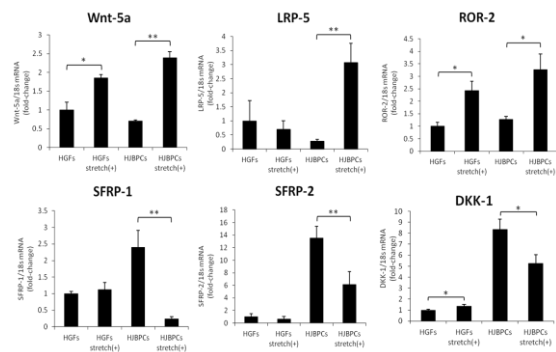 Wnt-5a
Wnt-5a/18s mRNA
(fold-change)
3
2.5
2
1.5
1
0.5
0
*
**
HGFs
HGFs
stretch(+)
HJBPCs
HJBPCs
stretch(+)
LRP-5
LRP-5/18s mRNA
(fold-change)
4
3.5
3
2.5
2
1.5
1
0.5
0
**
HGFs
HGFs
stretch(+)
HJBPCs
HJBPCs
stretch(+)
ROR-2
ROR-2/18s mRNA
(fold-change)
4.5
4
3.5
3
2.5
2
1.5
1
0.5
0
*
*
HGFs
HGFs
stretch(+)
HJBPCs
HJBPCs
stretch(+)
SFRP-1
SFRP-1/18s mRNA
(fold-change)
3.5
3
2.5
2
1.5
1
0.5
0
**
HGFs
HGFs
stretch(+)
HJBPCs
HJBPCs
stretch(+)
SFRP-2
SFRP-2/18s mRNA
(fold-change)
18
16
14
12
10
8
6
4
2
0
**
HGFs
HGFs
stretch(+)
HJBPCs
HJBPCs
stretch(+)
DKK-1
DKK-1/18s mRNA
(fold-change)
10
9
8
7
6
5
4
3
2
1
0
*
*
HGFs
HGFs
stretch(+)
HJBPCs
HJBPCs
stretch(+)